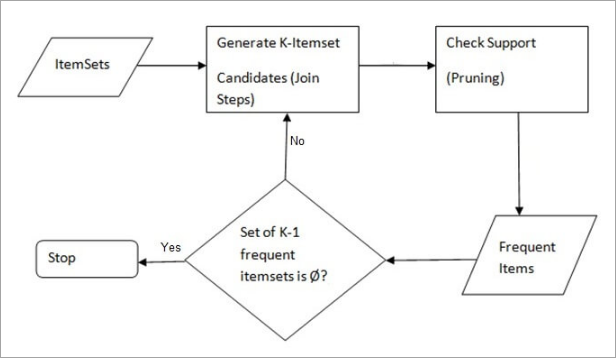 ItemSets
Generate K-Itemset
Candidates (Join
Steps)
Check Support
(Pruning)
No
Set of K-1
frequent
itemsets is Ø?
Yes
Stop
Frequent
Items